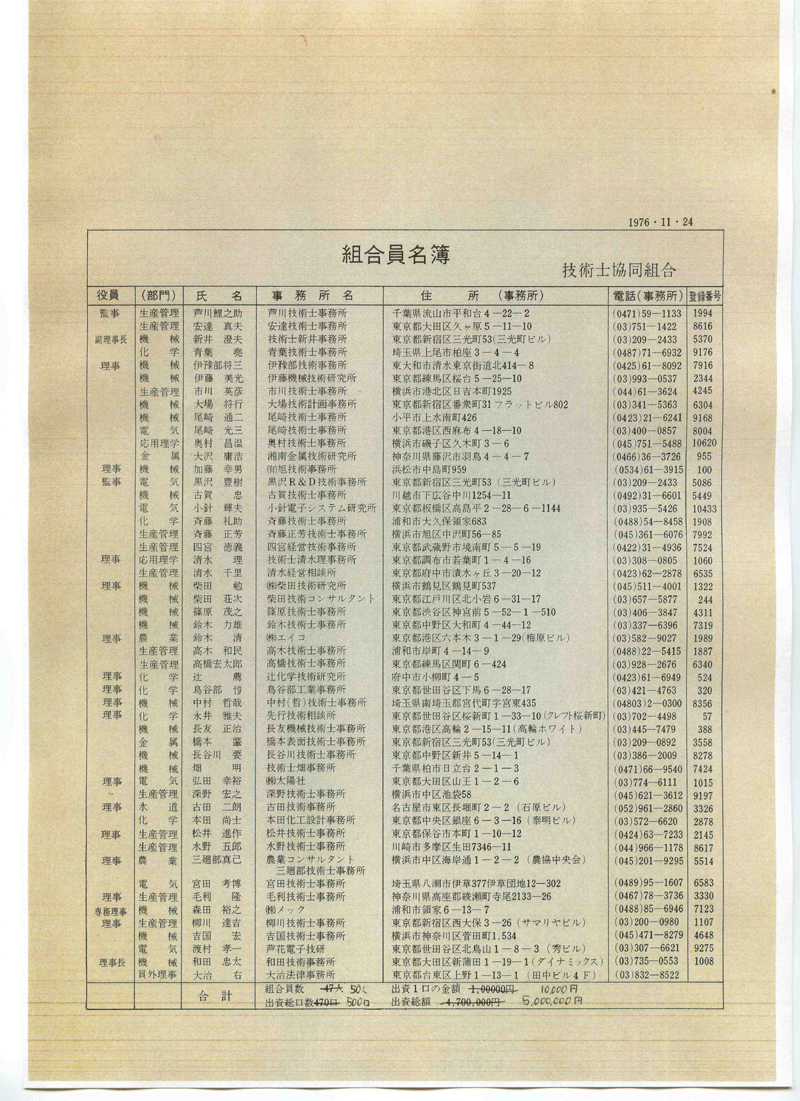 1976・11・24
組合員名簿
技術士協同組合
役員 (部門) 氏 名 事 務 所 名 住 所 (事務所) 電話(事務所) 登録番号
監事 生産管理 芦川鯉之助 芦川技術士事務所 千葉県流山市平和台4-22-2 (0471)59-1133 1994
生産管理 安達 真夫 安達技術士事務所 東京都大田区久ヶ原5-11-10 (03)751-1422 8616
副理事長 機 械 新井 澄夫 技術士新井事務所 東京都新宿区三光町53(三光町ビル) (03)209-2433 5370
化 学 青葉 堯 青葉技術士事務所 埼玉県上尾市柏座3-4-4 (0487)71-6932 9176
理事 機 械 伊豫部将三 伊豫部技術士事務所 東大和市清水東京街道北414-8 (0425)61-8092 7916
機 械 伊藤 美光 伊藤機械技術研究所 東京都練馬区桜台5-25-10 (03)993-0537 2344
生産管理 市川 英彦 市川技術士事務所 横浜市港北区日吉本町1925 (044)61-3624 4245
機 械 大場 将行 大場技術計画事務所 東京都新宿区番衆町31フラットビル802 (03)341-5363 6304
機 械 尾崎 通二 尾崎技術士事務所 小平市上水南町426 (0423)21-6241 9168
電 気 尾崎 光三 尾崎技術士事務所 東京都港区西麻布4-18-10 (03)400-0857 8004
応用理学 奥村 昌温 奥村技術士事務所 横浜市磯子区久木町3-6 (045)751-5488 10620
金 属 大沢 庸浩 湘南金属技術研究所 神奈川県藤沢市羽鳥4-4-7 (0466)36-3726 955
理事 機 械 加藤 幸男 ㈲旭技術事務所 浜松市中島町959 (0534)61-3915 100
監事 電 気 黒沢 豊樹 黒沢R&D技術事務所 東京都新宿区三光町53(三光町ビル) (03)209-2433 5086
機 械 古賀 忠 古賀技術士事務所 川越市下広谷中川1254-11 (0492)31-6601 5449
電 気 小針 輝夫 小針電子システム研究所 東京都板橋区高島平2-28-6-1144 (03)935-5426 10433
化 学 斉藤 礼助 斉藤技術士事務所 浦和市大久保領家683 (0488)54-8458 1908
生産管理 斉藤 正芳 斉藤正芳技術士事務所 横浜市旭区中沢町56-85 (045)361-6076 7992
生産管理 四宮 徳義 四宮経営技術事務所 東京都武蔵野市境南町5-5-19 (0422)31-4936 7524
理事 応用理学 清水 理 技術士清水理事務所 東京都調布市若葉町1-4-16 (03)308-0805 1060
生産管理 清水 千里 清水経営相談所 東京都府中市清水ヶ丘3-20-12 (0423)62-2878 6535
理事 機 械 柴田 勉 ㈱柴田技術研究所 横浜市鶴見区鶴見町537 (045)511-4001 1322
機 械 柴田 荘次 柴田技術コンサルタント 東京都江戸川区北小岩6-31-17 (03)657-5877 244
機 械 篠原 茂之 篠原技術士事務所 東京都渋谷区神宮前5-52-1-510 (03)406-3847 4311
機 械 鈴木 力雄 鈴木技術士事務所 東京都中野区大和町4-44-12 (03)337-6396 7319
理事 農 業 鈴木 清 ㈱エイコ 東京都港区六本木3-1-29(梅原ビル) (03)582-9027 1989
生産管理 高木 和民 高木技術士事務所 浦和市岸町4-14-9 (0488)22-5415 1887
生産管理 高橋宏太郎 高橋技術士事務所 東京都練馬区関町6-424 (03)928-2676 6340
理事 化 学 辻 薦 辻化学技術研究所 府中市小柳町4-5 (0423)61-6949 524
理事 化 学 鳥谷部 惇 鳥谷部工業事務所 東京都世田谷区下馬6-28-17 (03)421-4763 320
理事 機 械 中村 哲哉 中村(哲)技術士事務所 埼玉県南埼玉郡宮代町字宮東435 (04803)2-0300 8356
理事 化 学 永井 雅夫 先行技術相談所 東京都世田谷区桜新町1-33-10(クレフト桜新町) (03)702-4498 57
機 械 長友 正治 長友機械技術士事務所 東京都港区高輪2-15-11(高輪ホワイト) (03)445-7479 388
金 属 橋本 肇 橋本表面技術士事務所 東京都新宿区三光町53(三光町ビル) (03)209-0892 3558
機 械 長谷川 要 長谷川技術士事務所 東京都中野区新井5-14-1 (03)386-2009 8278
機 械 畑 明 技術士畑事務所 千葉県柏市日立台2-1-3 (0471)66-9540 7424
理事 電 気 弘田 幸裕 ㈱太陽社 東京都大田区山王1-2-6 (03)774-6111 1015
生産管理 深野 宏之 深野技術士事務所 横浜市中区池袋58 (045)621-3612 9197
理事 水 道 古田 二朗 古田技術事務所 名古屋市東区長堀町2-2(石原ビル) (052)961-2860 3326
化 学 本田 尚士 本田化工設計事務所 東京都中央区銀座6-3-16(泰明ビル) (03)572-6620 2878
理事 生産管理 松井 進作 松井技術士事務所 東京都保谷市本町1-10-12 (0424)63-7233 2145
生産管理 水野 五郎 水野技術士事務所 川崎市多摩区生田7346-11 (044)966-1178 8617
理事 農 業 三廻部真己 農業コンサルタント 横浜市中区海岸通1-2-2(農協中央会) (045)201-9295 5514
三廻部技術士事務所
電 気 宮田 考博 宮田技術士事務所 埼玉県八潮市伊草377伊草団地12-302 (0489)95-1607 6583
理事 生産管理 毛利 隆 毛利技術士事務所 神奈川県高座郡綾瀬町寺尾2133-26 (0467)78-3736 3330
専務理事 機 械 森田 裕之 ㈱メック 浦和市領家6-13-7 (0488)85-6946 7123
理事 生産管理 柳川 達吉 柳川技術士事務所 東京都新宿区西大保3-26(サマリヤビル) (03)200-0980 1107
機 械 吉国 宏 吉国技術士事務所 横浜市神奈川区菅田町1.534 (045)471-8279 4648
電 気 渡村 孝一 芦花電子技研 東京都世田谷区北烏山1-8-3(秀ビル) (03)307-6621 9275
理事長 機 械 和田 忠太 和田技術事務所 東京都大田区新蒲田1-19-1(ダイナミックス) (03)735-0553 1008
員外理事 大治 右 大治法律事務所 東京都台東区上野1-13-1(田中ビル4F) (03)832-8522
合 計 組合員数 47人 50人 出資1口の金額 1,00000円 10,000円
出資総口数470口 500口 出資総額 4,700,000円 5,000,000円